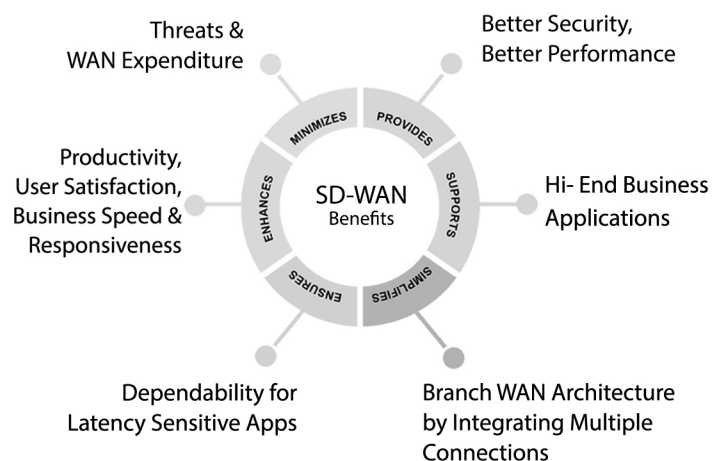 Threats &
WAN Expenditure
Better Security,
Better Performance
MINIMIZES
PROVIDES
Productivity,
User Satisfaction,
Business Speed &
Responsiveness
ENHANCES
SD-WAN
Benefits
SUPPORTS
Hi- End Business
Applications
ENSURES
SIMPLIFIES
Dependability for
Latency Sensitive Apps
Branch WAN Architecture
by Integrating Multiple
Connections